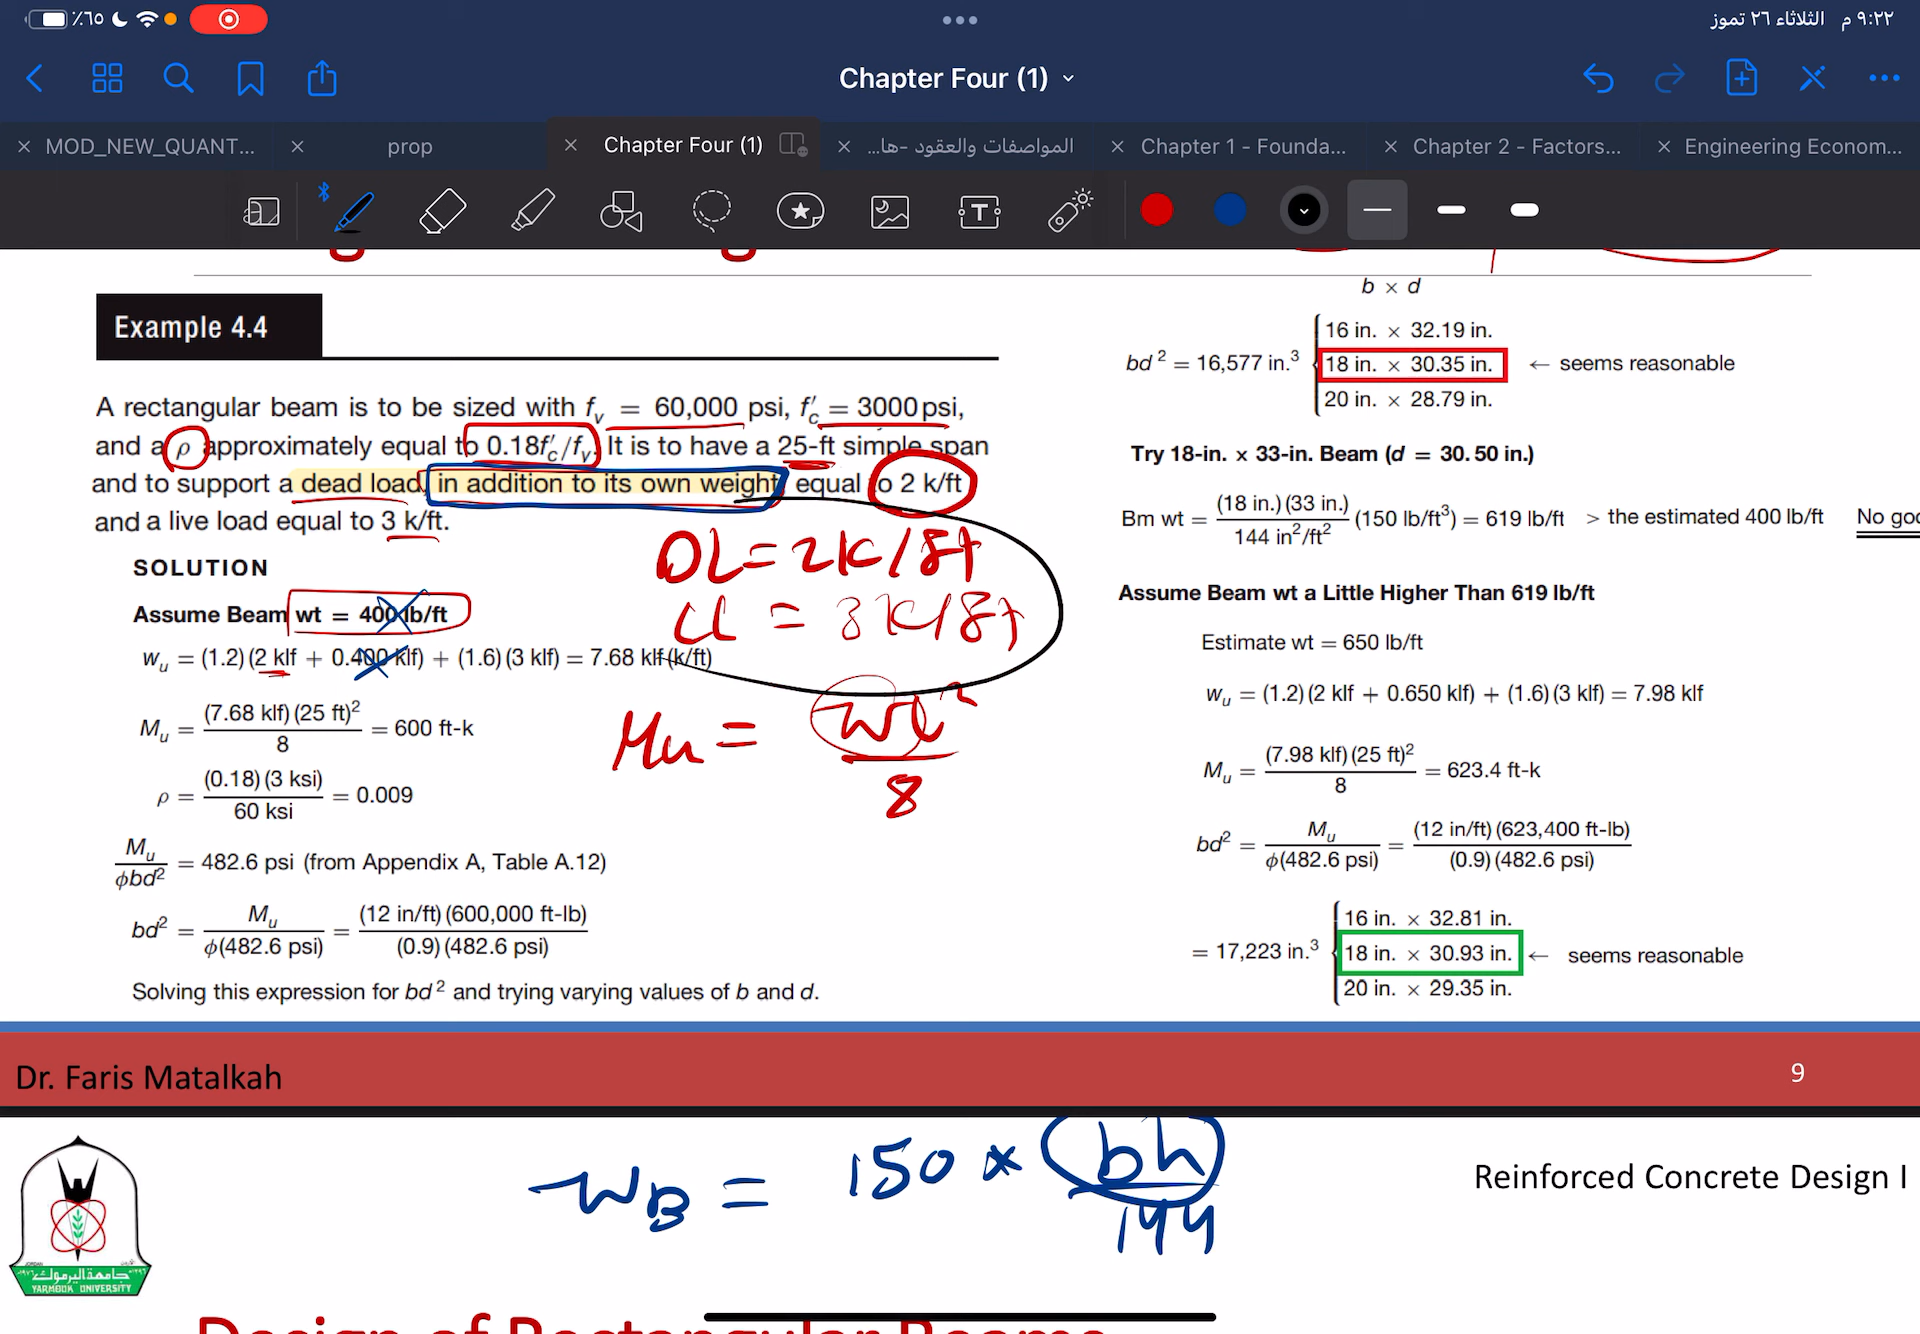 ٪٦٥
٩:٢٢ م الثلاثاء ٢٦ تموز
Chapter Four (1)
MOD_NEW_QUANT...
prop
Chapter Four (1)
المواصفات والعقود -ها...
Chapter 1 - Founda...
Chapter 2 - Factors...
Engineering Econom...
Example 4.4
A rectangular beam is to be sized with fy = 60,000 psi, f′c = 3000 psi,
and a ρ approximately equal to 0.18f′c/fy. It is to have a 25-ft simple span
and to support a dead load, in addition to its own weight, equal to 2 k/ft
and a live load equal to 3 k/ft.
DL = 2K/ft
LL = 3K/ft
SOLUTION
Assume Beam wt = 400 lb/ft
wu = (1.2)(2 klf + 0.400 klf) + (1.6)(3 klf) = 7.68 klf (k/ft)
Mu = (7.68 klf)(25 ft)² / 8 = 600 ft-k
Mu = wl² / 8
ρ = (0.18)(3 ksi) / 60 ksi = 0.009
Mu / ϕbd² = 482.6 psi (from Appendix A, Table A.12)
bd² = Mu / ϕ(482.6 psi) = (12 in/ft)(600,000 ft-lb) / (0.9)(482.6 psi)
Solving this expression for bd² and trying varying values of b and d.
b × d
16 in. × 32.19 in.
bd² = 16,577 in.³ 18 in. × 30.35 in. ← seems reasonable
20 in. × 28.79 in.
Try 18-in. × 33-in. Beam (d = 30.50 in.)
Bm wt = (18 in.)(33 in.) / 144 in²/ft² (150 lb/ft³) = 619 lb/ft > the estimated 400 lb/ft
Assume Beam wt a Little Higher Than 619 lb/ft
Estimate wt = 650 lb/ft
wu = (1.2)(2 klf + 0.650 klf) + (1.6)(3 klf) = 7.98 klf
Mu = (7.98 klf)(25 ft)² / 8 = 623.4 ft-k
bd² = Mu / ϕ(482.6 psi) = (12 in/ft)(623,400 ft-lb) / (0.9)(482.6 psi)
16 in. × 32.81 in.
= 17,223 in.³ 18 in. × 30.93 in. ← seems reasonable
20 in. × 29.35 in.
Dr. Faris Matalkah
9
wB = 150 * bh / 144
Reinforced Concrete Design I
جامعة اليرموك
YARMOUK UNIVERSITY
Design of Rectangular Beams